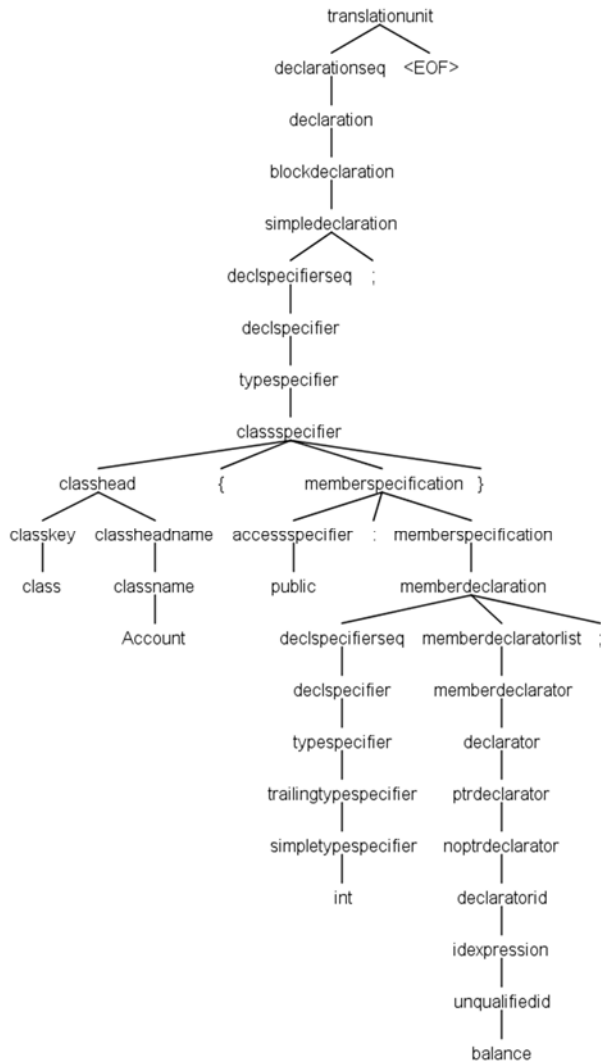 translationunit
declarationseq <EOF>
declaration
blockdeclaration
simpledeclaration
declspecifierseq ;
declspecifier
typespecifier
classspecifier
classhead { memberspecification }
classkey classheadname accessspecifier : memberspecification
class classname public memberdeclaration
Account declspecifierseq memberdeclaratorlist ;
declspecifier memberdeclarator
typespecifier declarator
trailingtypespecifier ptrdeclarator
simpletypespecifier noptrdeclarator
int declaratorid
idexpression
unqualifiedid
balance